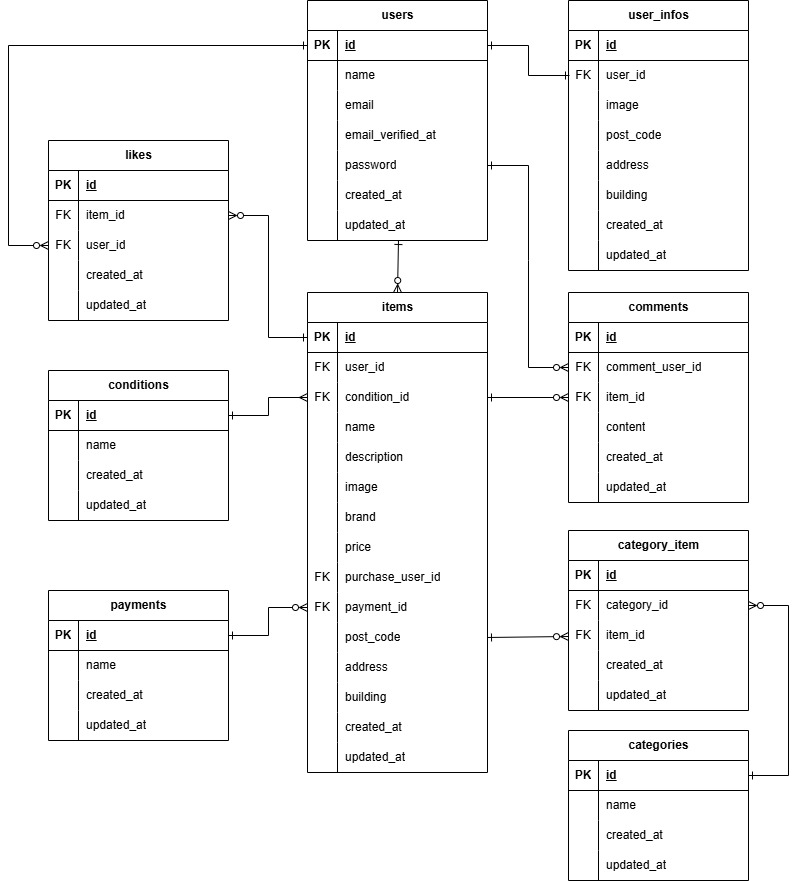 users
PK id
name
email
email_verified_at
password
created_at
updated_at
user_infos
PK id
FK user_id
image
post_code
address
building
created_at
updated_at
likes
PK id
FK item_id
FK user_id
created_at
updated_at
items
PK id
FK user_id
FK condition_id
name
description
image
brand
price
FK purchase_user_id
FK payment_id
post_code
address
building
created_at
updated_at
comments
PK id
FK comment_user_id
FK item_id
content
created_at
updated_at
conditions
PK id
name
created_at
updated_at
category_item
PK id
FK category_id
FK item_id
created_at
updated_at
payments
PK id
name
created_at
updated_at
categories
PK id
name
created_at
updated_at